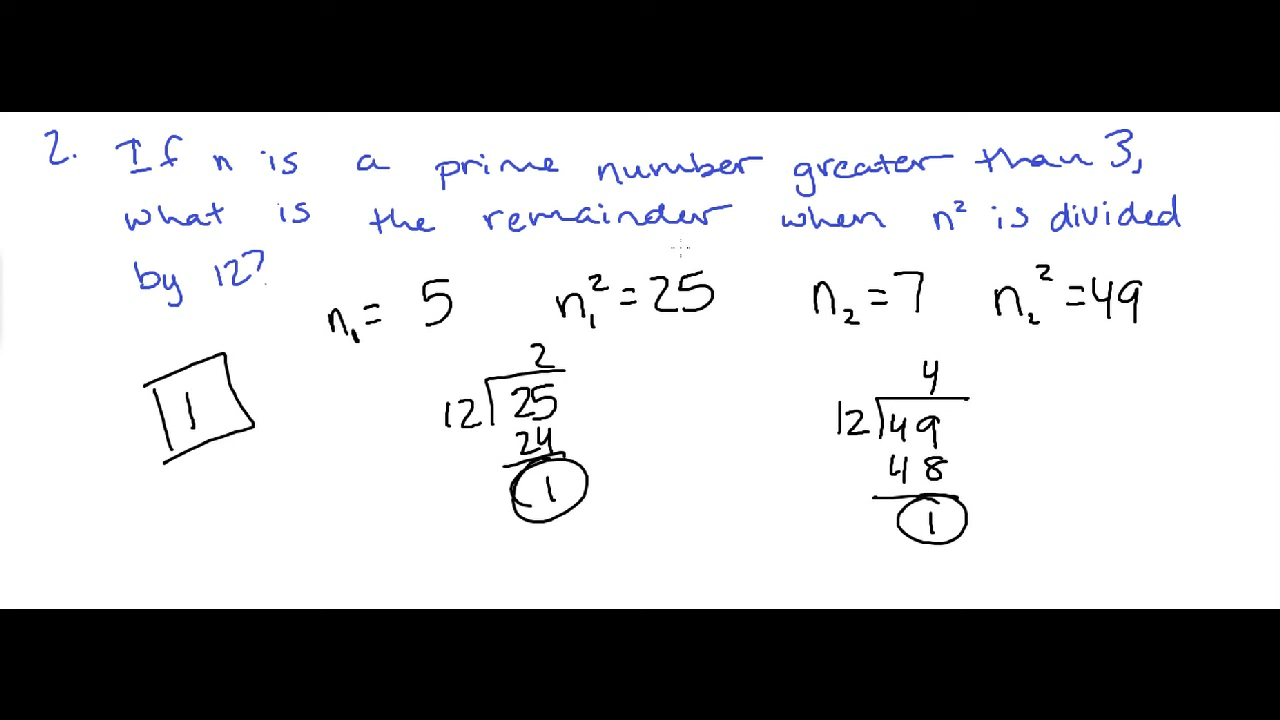 2. If n is a prime number greater than 3,
what is the remainder when n² is divided
by 12?
n₁ = 5 n₁² = 25 n₂ = 7 n₂² = 49
1
2
12 25
24
1
4
12 49
48
1